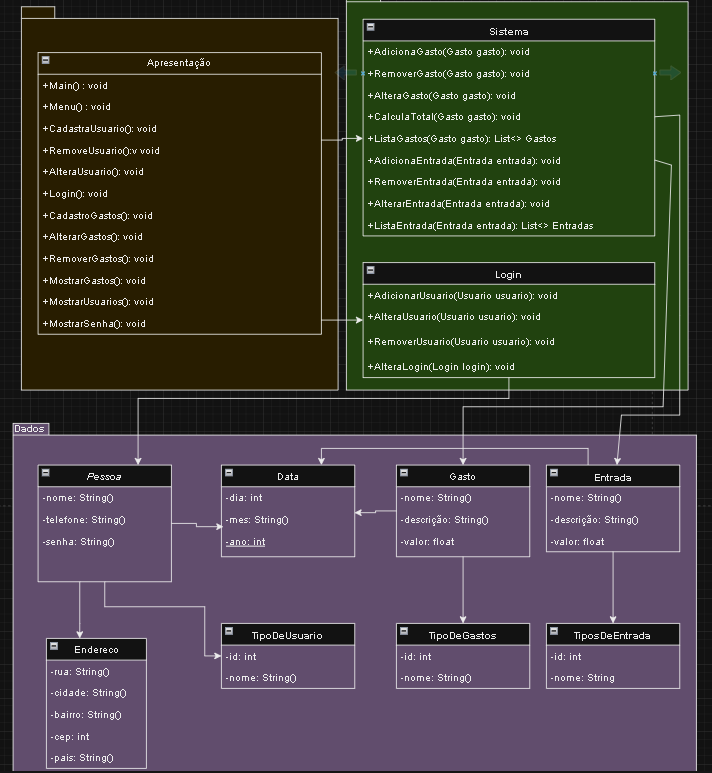 Apresentação
+Main() : void
+Menu() : void
+CadastraUsuario(): void
+RemoveUsuario():v void
+AlteraUsuario(): void
+Login(): void
+CadastroGastos(): void
+AlterarGastos(): void
+RemoverGastos(): void
+MostrarGastos(): void
+MostrarUsuarios(): void
+MostrarSenha(): void
Sistema
+AdicionaGasto(Gasto gasto): void
+RemoverGasto(Gasto gasto): void
+AlteraGasto(Gasto gasto): void
+CalculaTotal(Gasto gasto): void
+ListaGastos(Gasto gasto): List<> Gastos
+AdicionaEntrada(Entrada entrada): void
+RemoverEntrada(Entrada entrada): void
+AlterarEntrada(Entrada entrada): void
+ListaEntrada(Entrada entrada): List<> Entradas
Login
+AdicionarUsuario(Usuario usuario): void
+AlteraUsuario(Usuario usuario): void
+RemoverUsuario(Usuario usuario): void
+AlteraLogin(Login login): void
Dados
Pessoa
-nome: String()
-telefone: String()
-senha: String()
Data
-dia: int
-mes: String()
-ano: int
Gasto
-nome: String()
-descrição: String()
-valor: float
Entrada
-nome: String()
-descrição: String()
-valor: float
Endereco
-rua: String()
-cidade: String()
-bairro: String()
-cep: int
-pais: String()
TipoDeUsuario
-id: int
-nome: String()
TipoDeGastos
-id: int
-nome: String()
TiposDeEntrada
-id: int
-nome: String